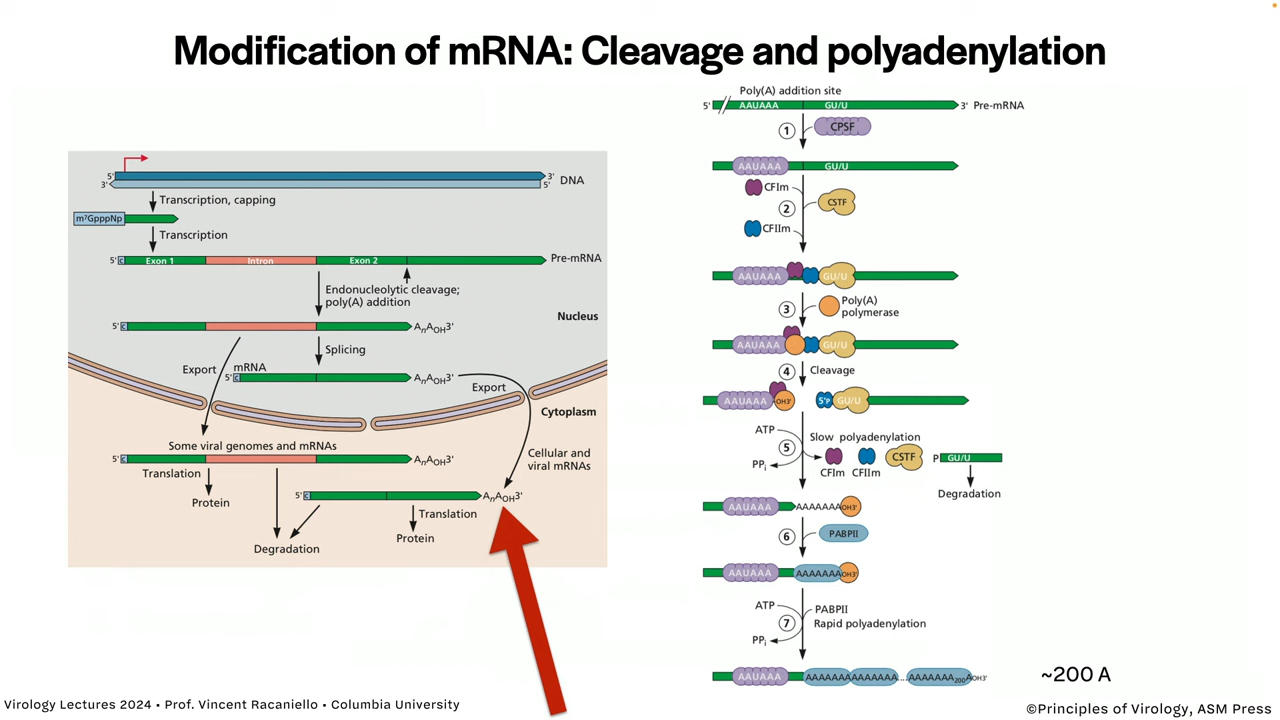 Modification of mRNA: Cleavage and polyadenylation
5' 3' DNA
3' 5'
Transcription, capping
m⁷GpppNp
Transcription
5' C Exon 1 Intron Exon 2 Pre-mRNA
Endonucleolytic cleavage;
poly(A) addition
Nucleus
5' C AₙAOH3'
Splicing
Export
mRNA
5' C AₙAOH3'
Export
Cytoplasm
Some viral genomes and mRNAs
5' C AₙAOH3'
Cellular and
viral mRNAs
Translation
Protein
5' C AₙAOH3'
Translation
Protein
Degradation
Poly(A) addition site
5' AAUAAA GU/U 3' Pre-mRNA
1 CPSF
AAUAAA GU/U
CFIm
2 CSTF
CFIIm
AAUAAA GU/U
3 Poly(A)
polymerase
AAUAAA GU/U
4 Cleavage
AAUAAA OH3' 5'P GU/U
ATP
Slow polyadenylation
5
PPi
CFIm CFIIm CSTF P GU/U
Degradation
AAUAAA AAAAAAAOH3'
6 PABPII
AAUAAA AAAAAAAOH3'
ATP PABPII
7 Rapid polyadenylation
PPi
AAUAAA AAAAAAAAAAAAAA....AAAAAAA200AOH3'
~200 A
Virology Lectures 2024 • Prof. Vincent Racaniello • Columbia University
©Principles of Virology, ASM Press